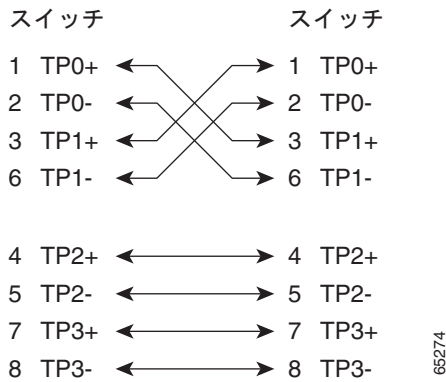 スイッチ スイッチ
1 TP0+ 1 TP0+
2 TP0- 2 TP0-
3 TP1+ 3 TP1+
6 TP1- 6 TP1-
4 TP2+ 4 TP2+
5 TP2- 5 TP2-
7 TP3+ 7 TP3+
8 TP3- 8 TP3-
65274